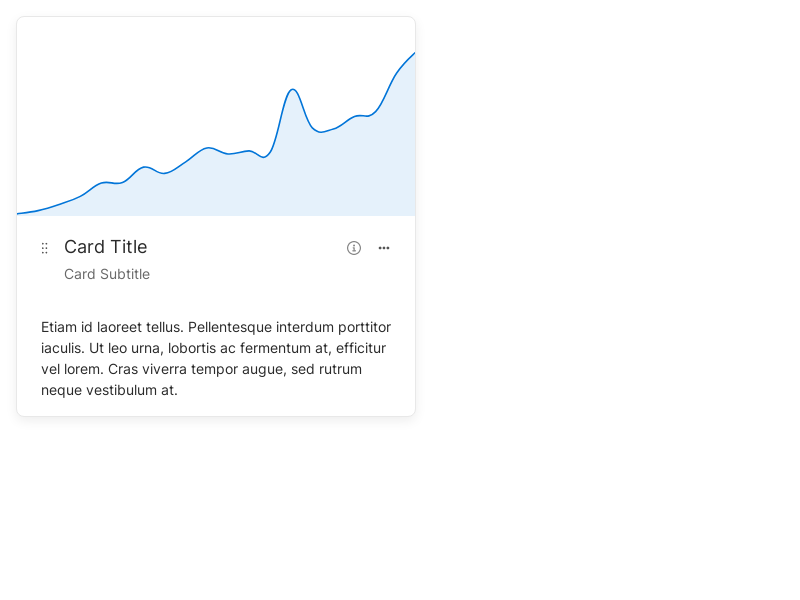 Card Title
Card Subtitle
Etiam id laoreet tellus. Pellentesque interdum porttitor
iaculis. Ut leo urna, lobortis ac fermentum at, efficitur
vel lorem. Cras viverra tempor augue, sed rutrum
neque vestibulum at.